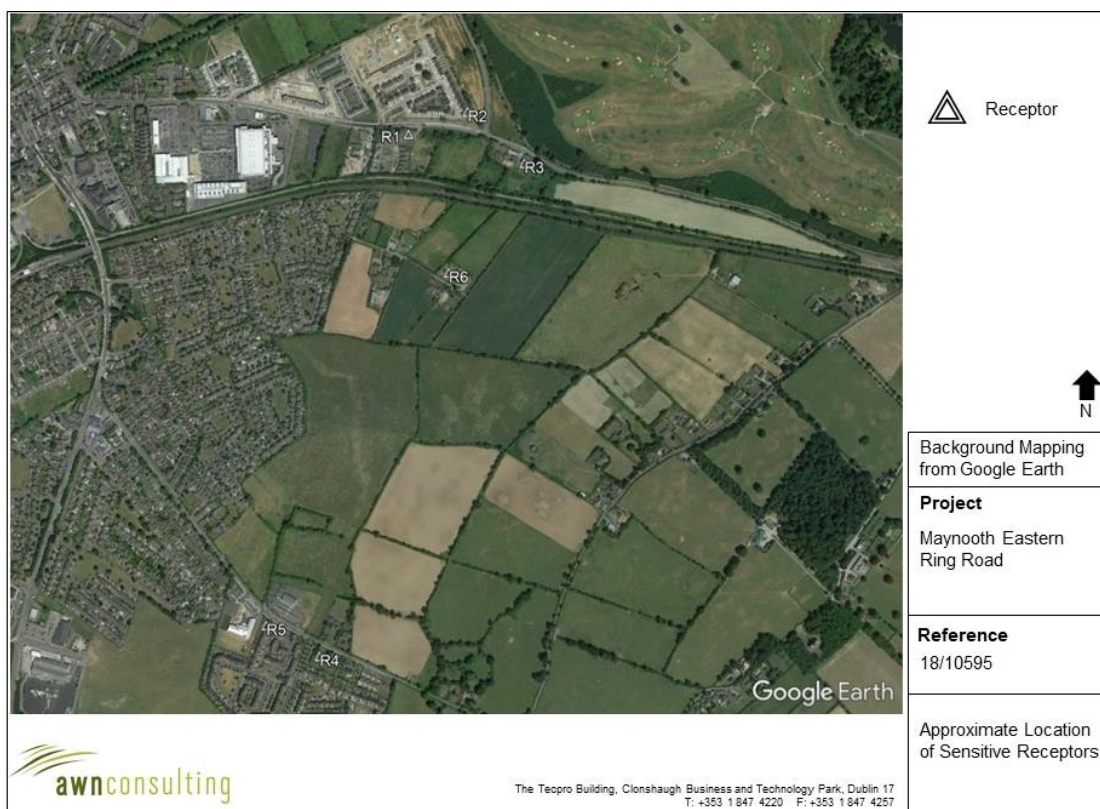 R1
R2
R3
R6
R5
R4
Google Earth
Receptor
N
Background Mapping
from Google Earth
Project
Maynooth Eastern
Ring Road
Reference
18/10595
Approximate Location
of Sensitive Receptors
awnconsulting
The Tecpro Building, Clonshaugh Business and Technology Park, Dublin 17
T: +353 1 847 4220 F: +353 1 847 4257